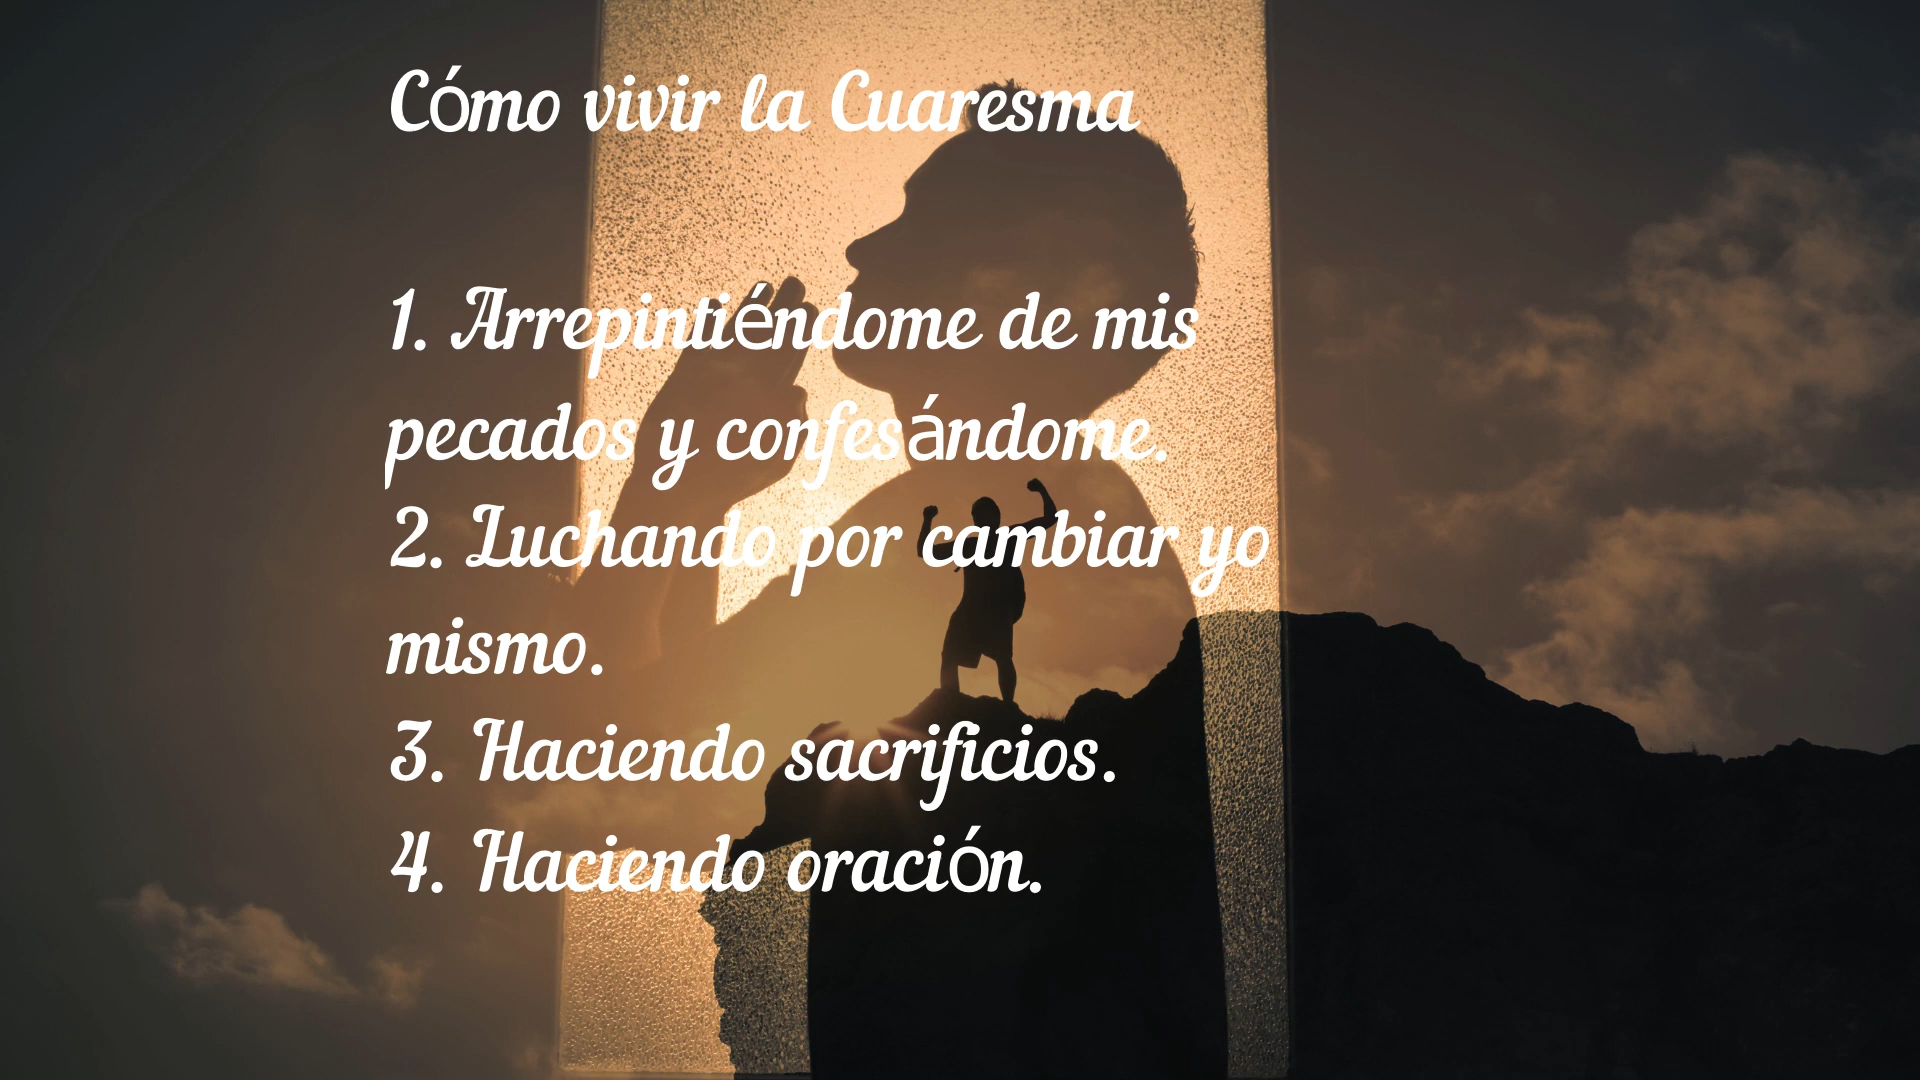 Cómo vivir la Cuaresma
1. Arrepintiéndome de mis
pecados y confesándome.
2. Luchando por cambiar yo
mismo.
3. Haciendo sacrificios.
4. Haciendo oración.